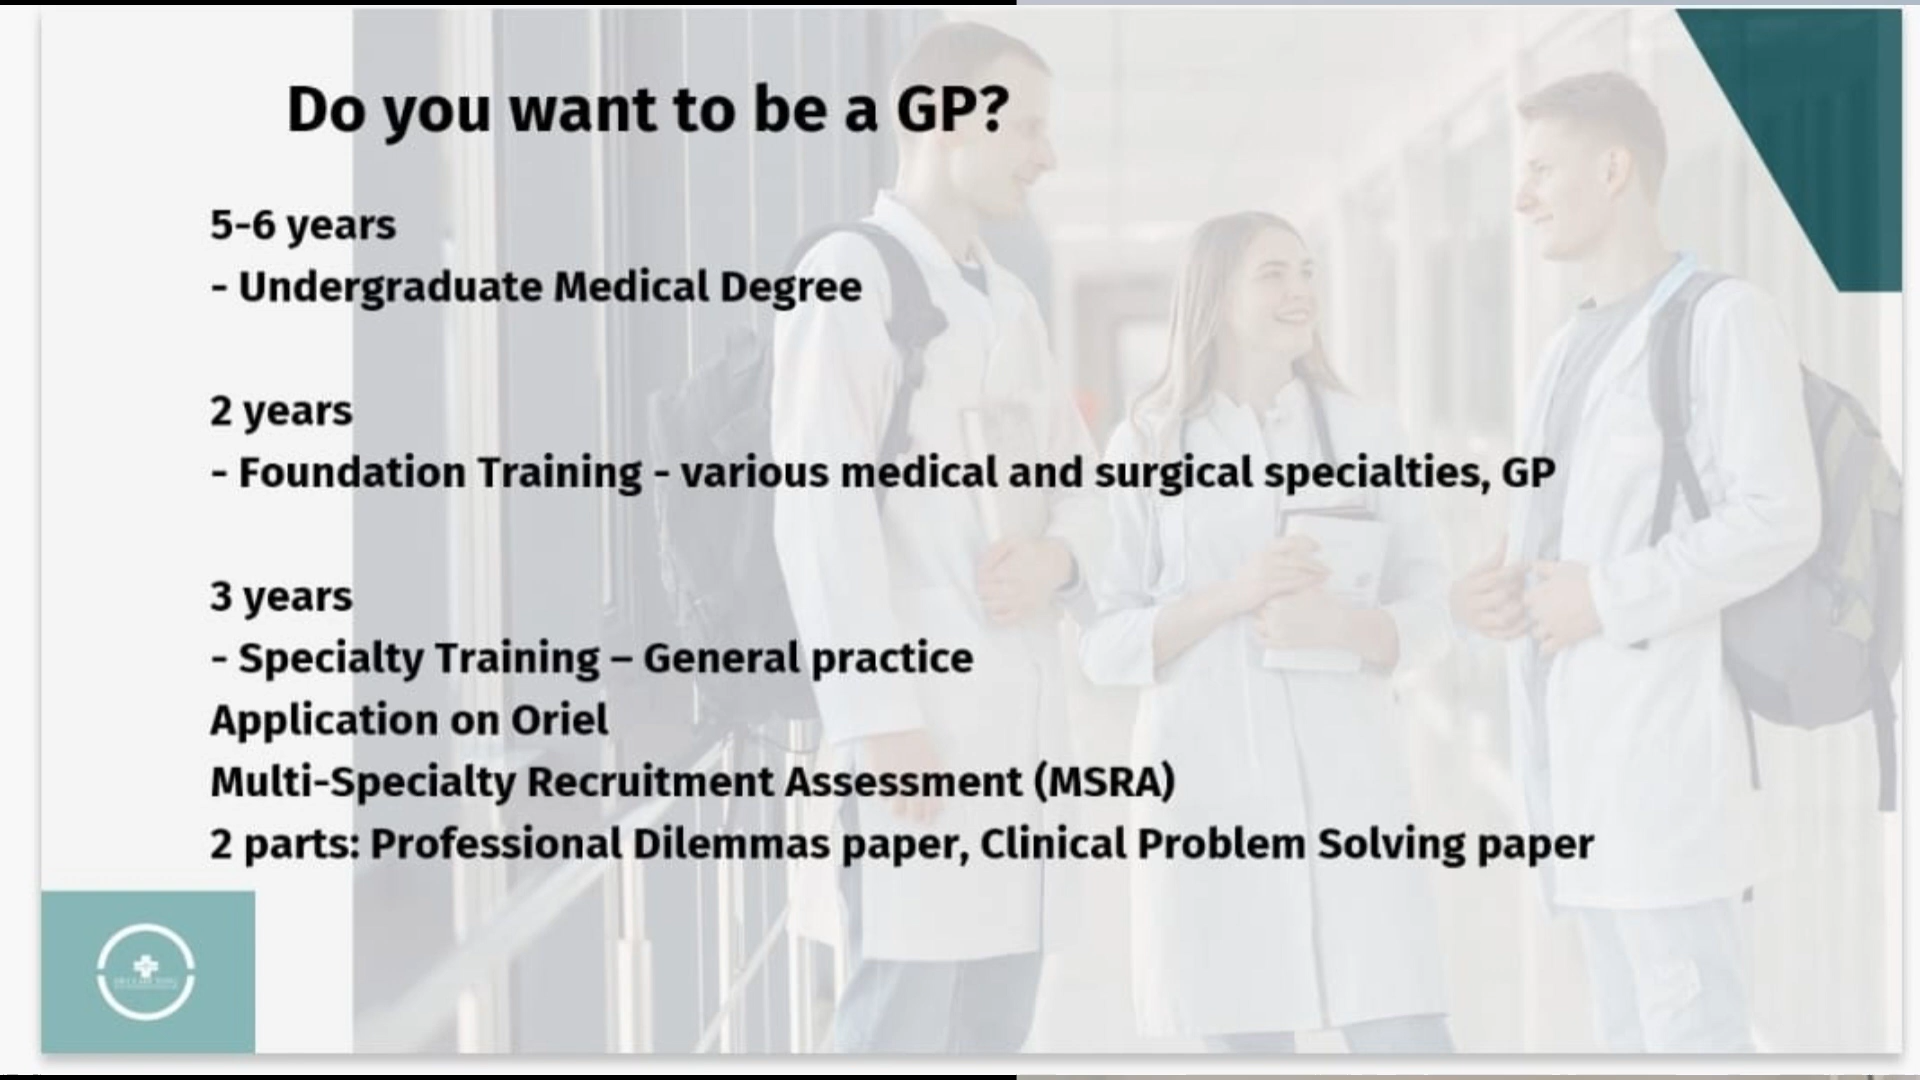 Do you want to be a GP?
5-6 years
- Undergraduate Medical Degree
2 years
- Foundation Training - various medical and surgical specialties, GP
3 years
- Specialty Training – General practice
Application on Oriel
Multi-Specialty Recruitment Assessment (MSRA)
2 parts: Professional Dilemmas paper, Clinical Problem Solving paper